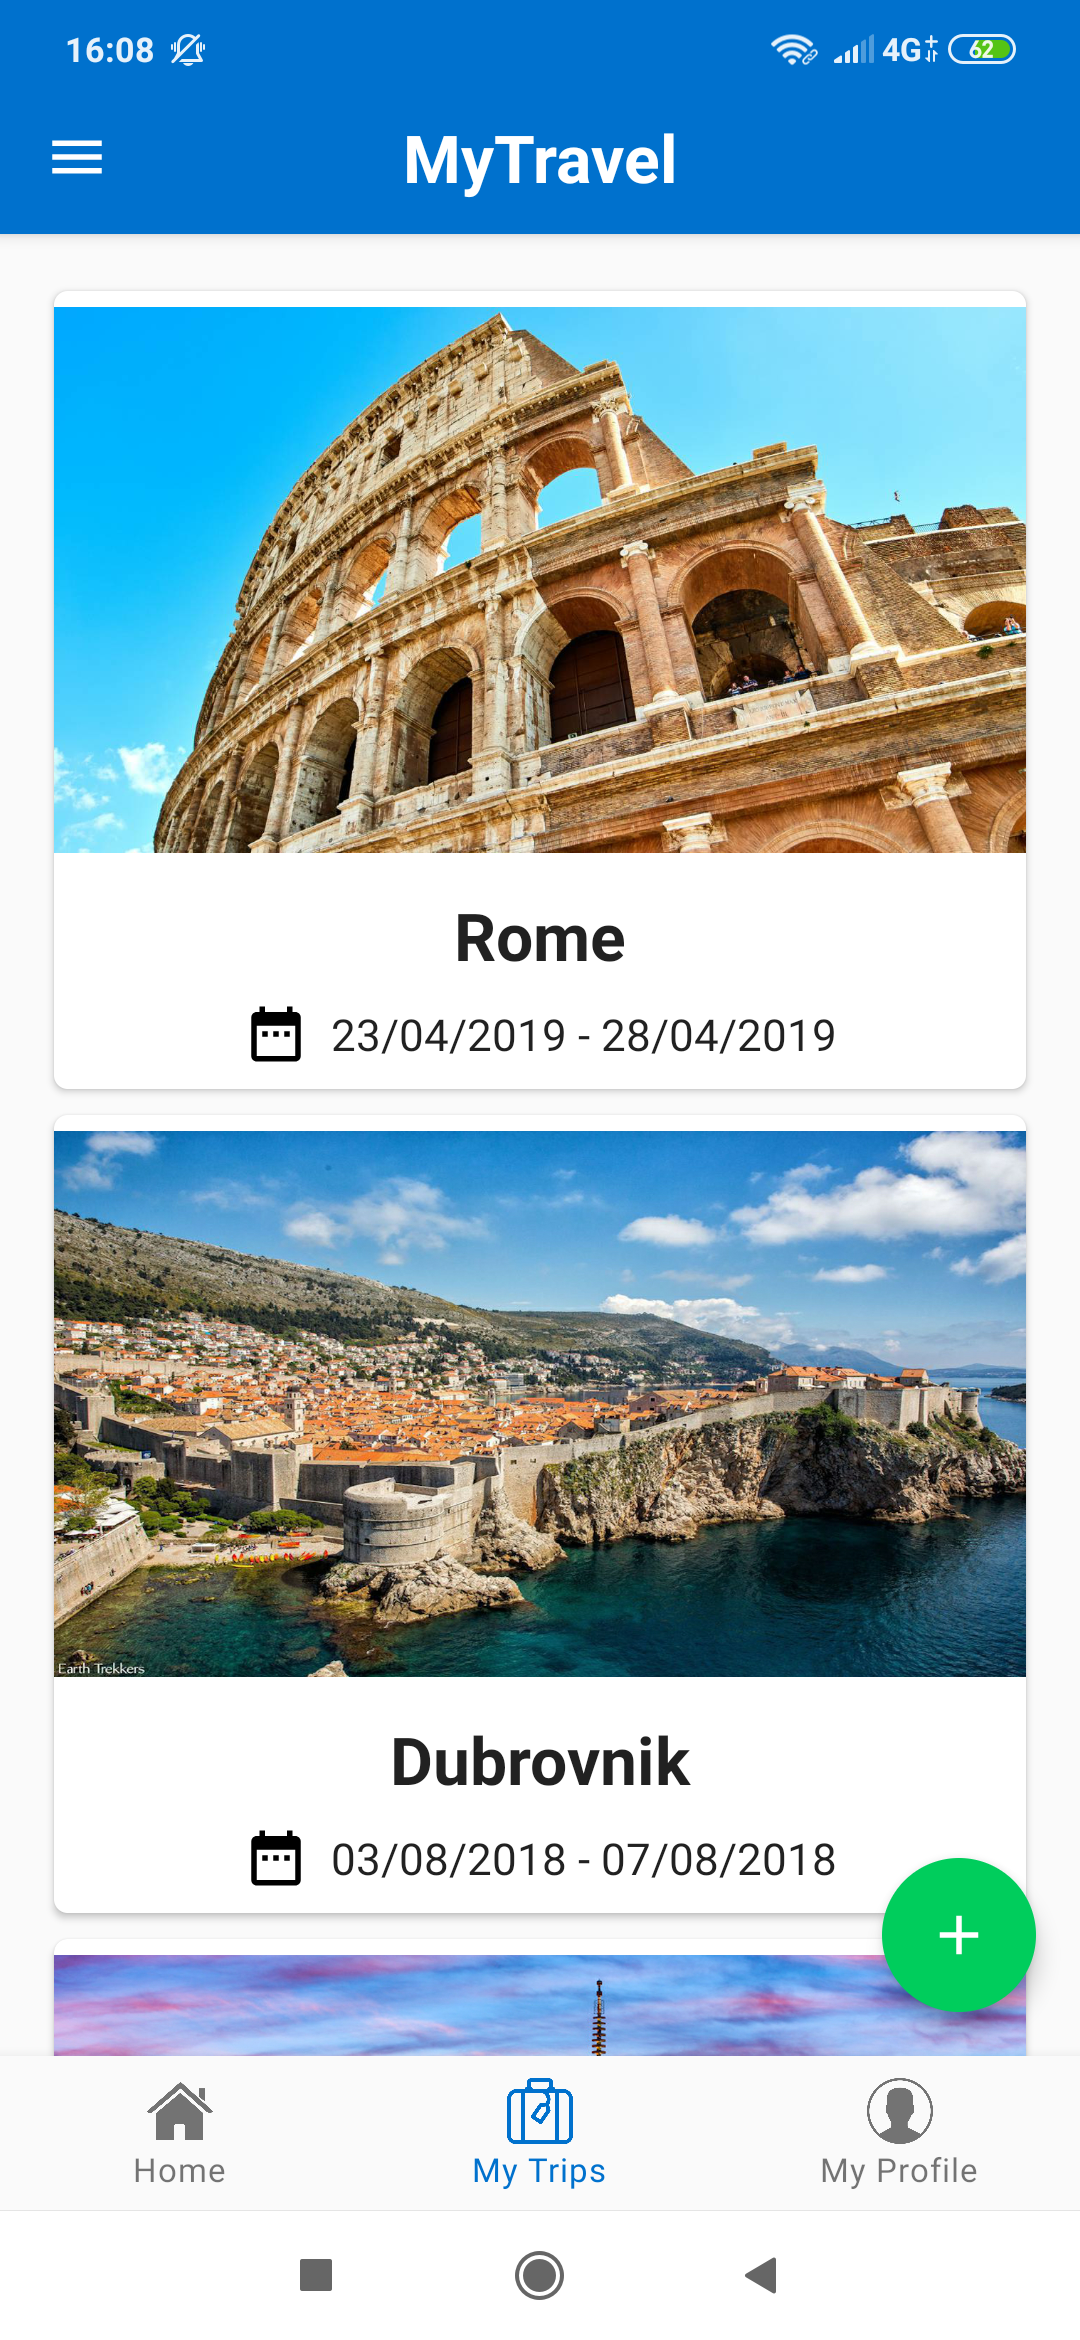 16:08
4G
62
MyTravel
Rome
23/04/2019 - 28/04/2019
Earth Trekkers
Dubrovnik
03/08/2018 - 07/08/2018
+
Home
My Trips
My Profile